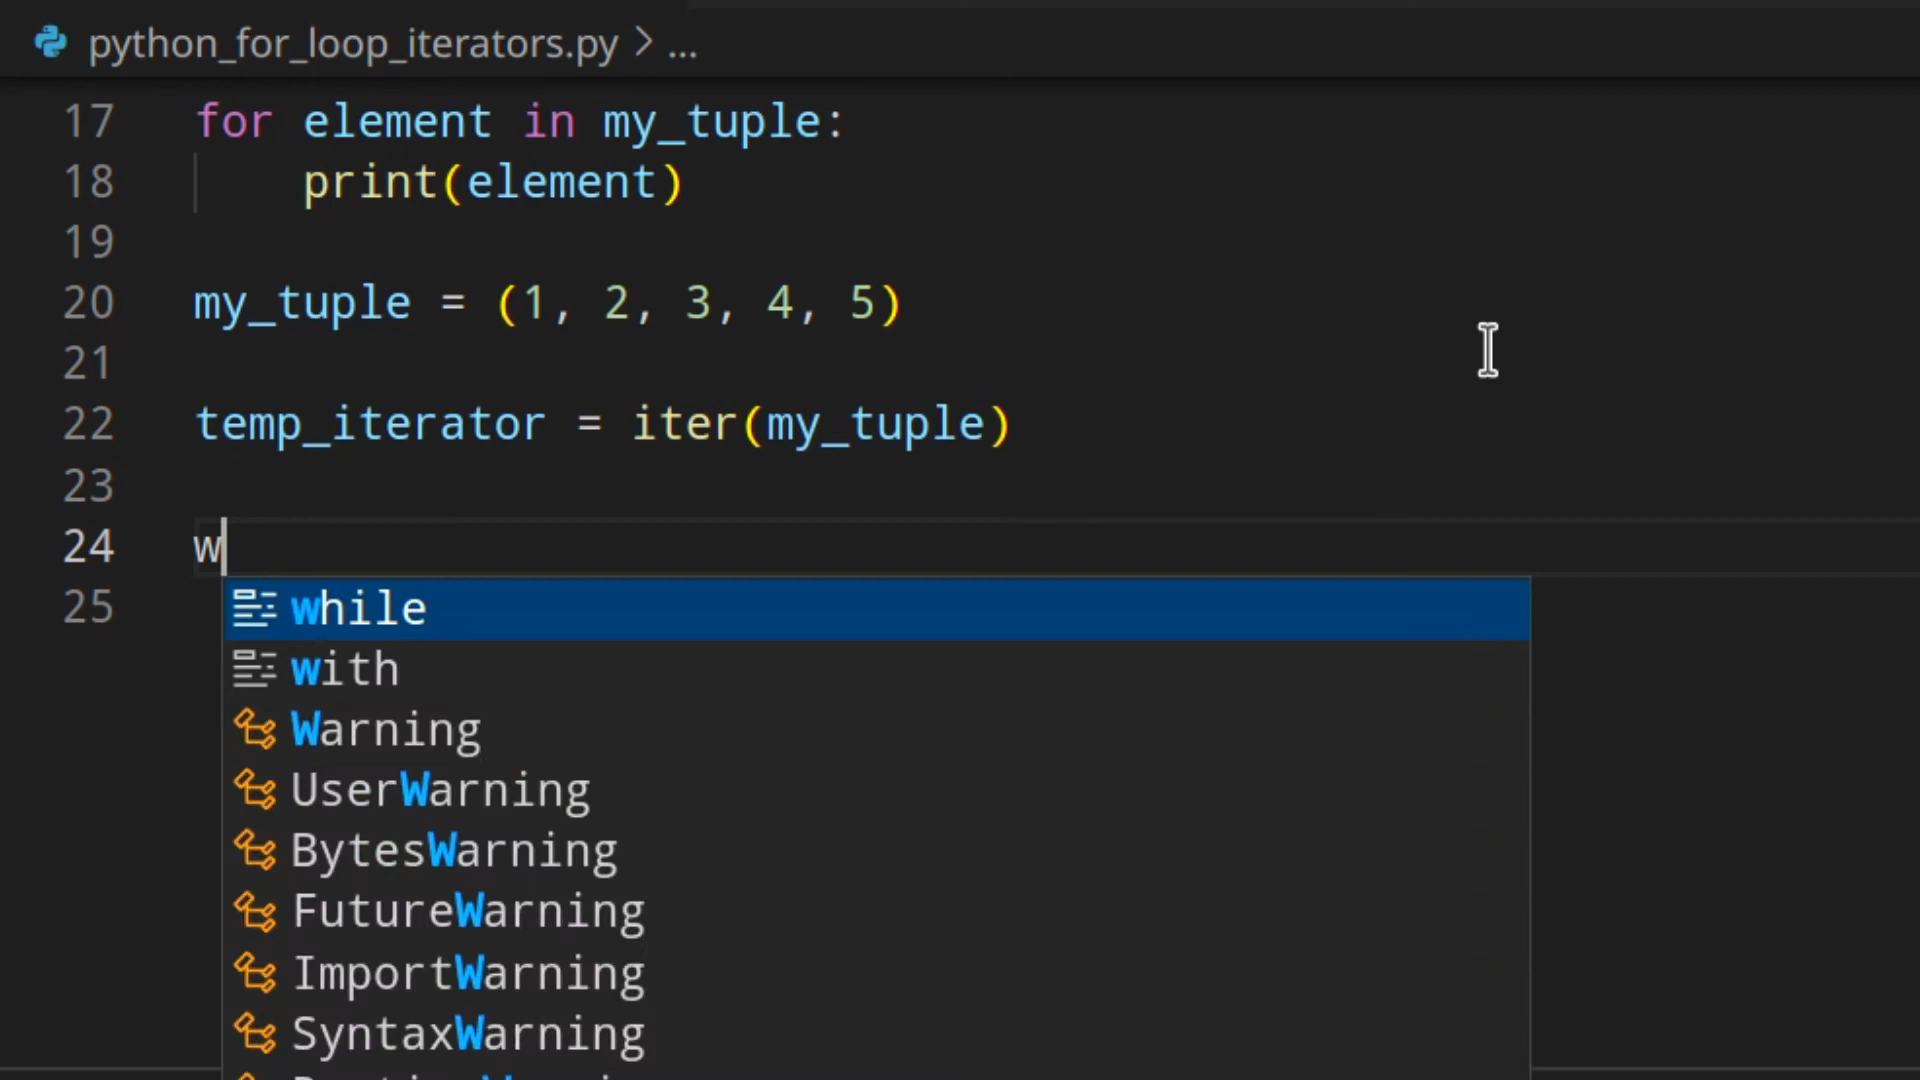 python_for_loop_iterators.py > ...
17 for element in my_tuple:
18 print(element)
19
20 my_tuple = (1, 2, 3, 4, 5)
21
22 temp_iterator = iter(my_tuple)
23
24 w
25
while
with
Warning
UserWarning
BytesWarning
FutureWarning
ImportWarning
SyntaxWarning